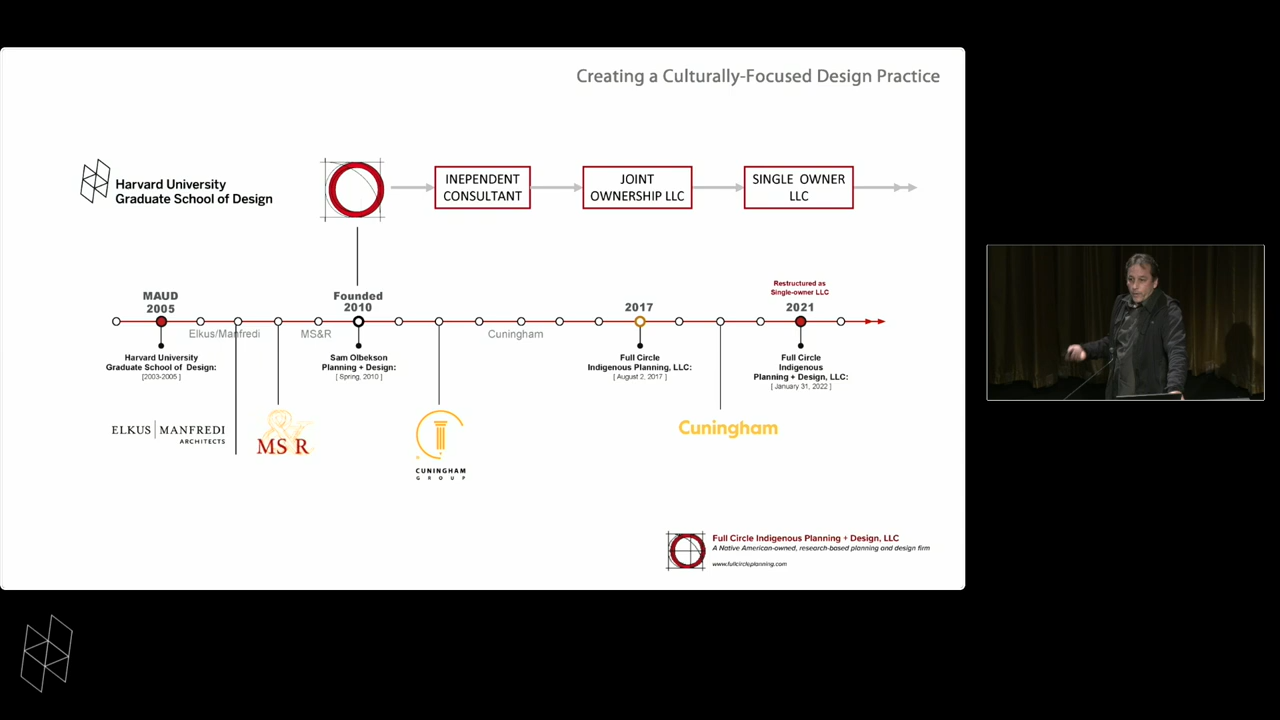 Creating a Culturally-Focused Design Practice
Harvard University
Graduate School of Design
INEPENDENT
CONSULTANT
JOINT
OWNERSHIP LLC
SINGLE OWNER
LLC
MAUD
2005
Founded
2010
2017
Restructured as
Single-owner LLC
2021
Elkus/Manfredi
MS&R
Cuningham
Harvard University
Graduate School of Design:
[2003-2005 ]
Sam Olbekson
Planning + Design:
[ Spring, 2010 ]
Full Circle
Indigenous Planning, LLC:
[ August 2, 2017 ]
Full Circle
Indigenous
Planning + Design, LLC:
[ January 31, 2022 ]
ELKUS | MANFREDI
ARCHITECTS
MS&R
CUNINGHAM
GROUP
Cuningham
Full Circle Indigenous Planning + Design, LLC
A Native American-owned, research-based planning and design firm
www.fullcircleplanning.com